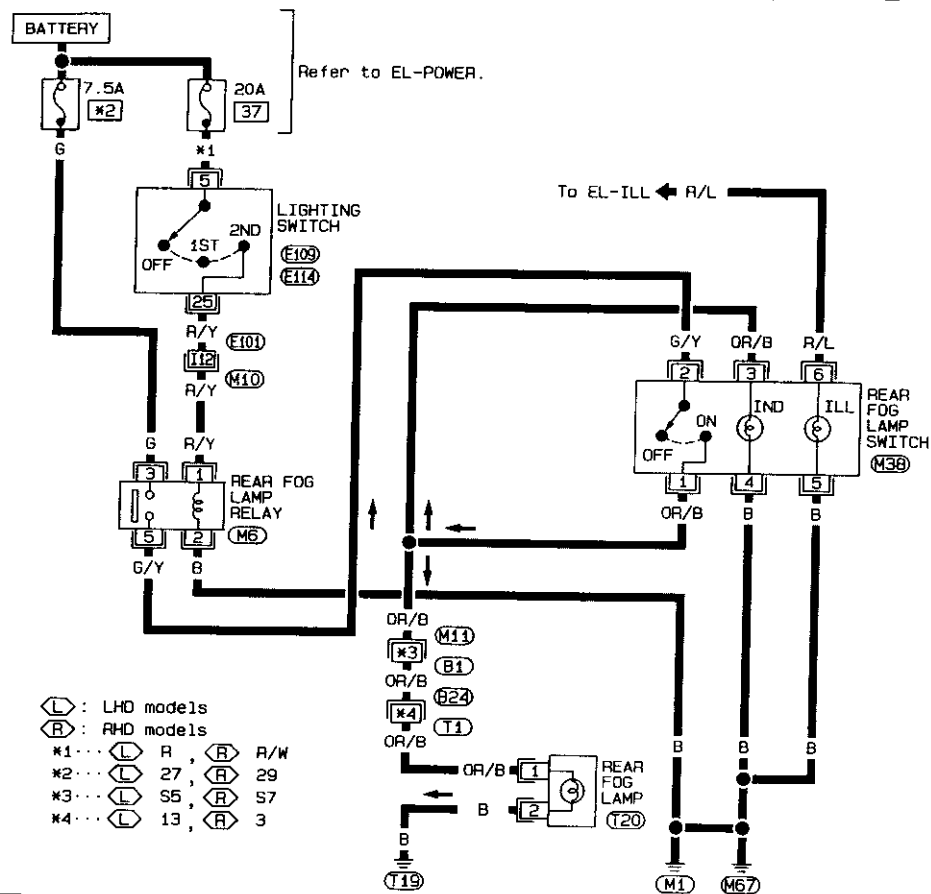 BATTERY
Refer to EL-POWER.
7.5A
*2
20A
37
G
*1
5
LIGHTING
SWITCH
E109
E114
OFF
1ST
2ND
25
R/Y
E101
I12
M10
R/Y
To EL-ILL
R/L
G/Y
OR/B
R/L
2
3
6
OFF
ON
IND
ILL
REAR
FOG
LAMP
SWITCH
M38
1
4
5
OR/B
B
B
G
R/Y
3
1
REAR FOG
LAMP
RELAY
M6
5
2
G/Y
B
OR/B
M11
*3
B1
OR/B
B24
*4
T1
OR/B
L : LHD models
R : RHD models
*1... L R , R R/W
*2... L 27 , R 29
*3... L S5 , R S7
*4... L 13 , R 3
OR/B
1
REAR
FOG
LAMP
T20
B
2
B
T19
B
B
B
M1
M67